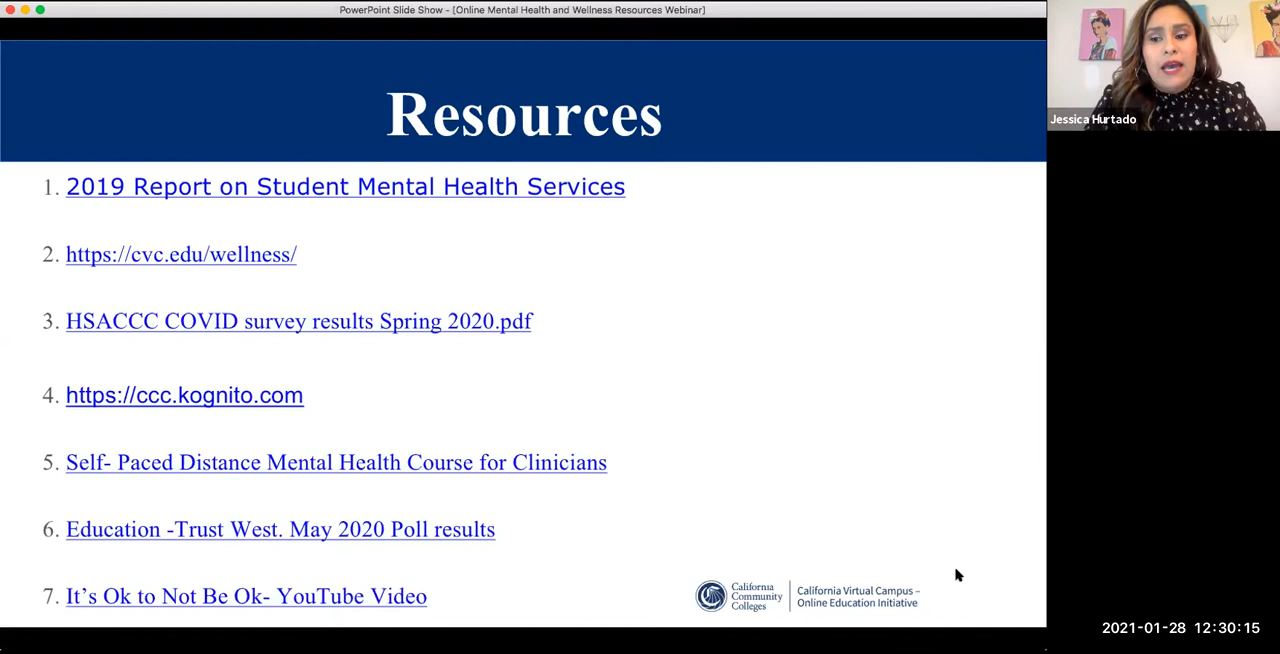 PowerPoint Slide Show - [Online Mental Health and Wellness Resources Webinar]
Resources
Jessica Hurtado
1. 2019 Report on Student Mental Health Services
2. https://cvc.edu/wellness/
3. HSACCC COVID survey results Spring 2020.pdf
4. https://ccc.kognito.com
5. Self- Paced Distance Mental Health Course for Clinicians
6. Education -Trust West. May 2020 Poll results
7. It’s Ok to Not Be Ok- YouTube Video
California
Community
Colleges
California Virtual Campus –
Online Education Initiative
2021-01-28 12:30:15